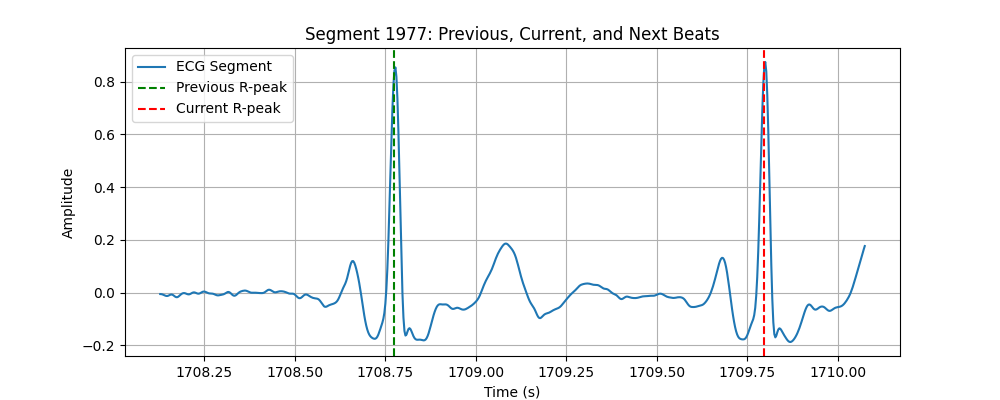 Segment 1977: Previous, Current, and Next Beats
ECG Segment
Previous R-peak
Current R-peak
Amplitude
0.8
0.6
0.4
0.2
0.0
−0.2
1708.25 1708.50 1708.75 1709.00 1709.25 1709.50 1709.75 1710.00
Time (s)